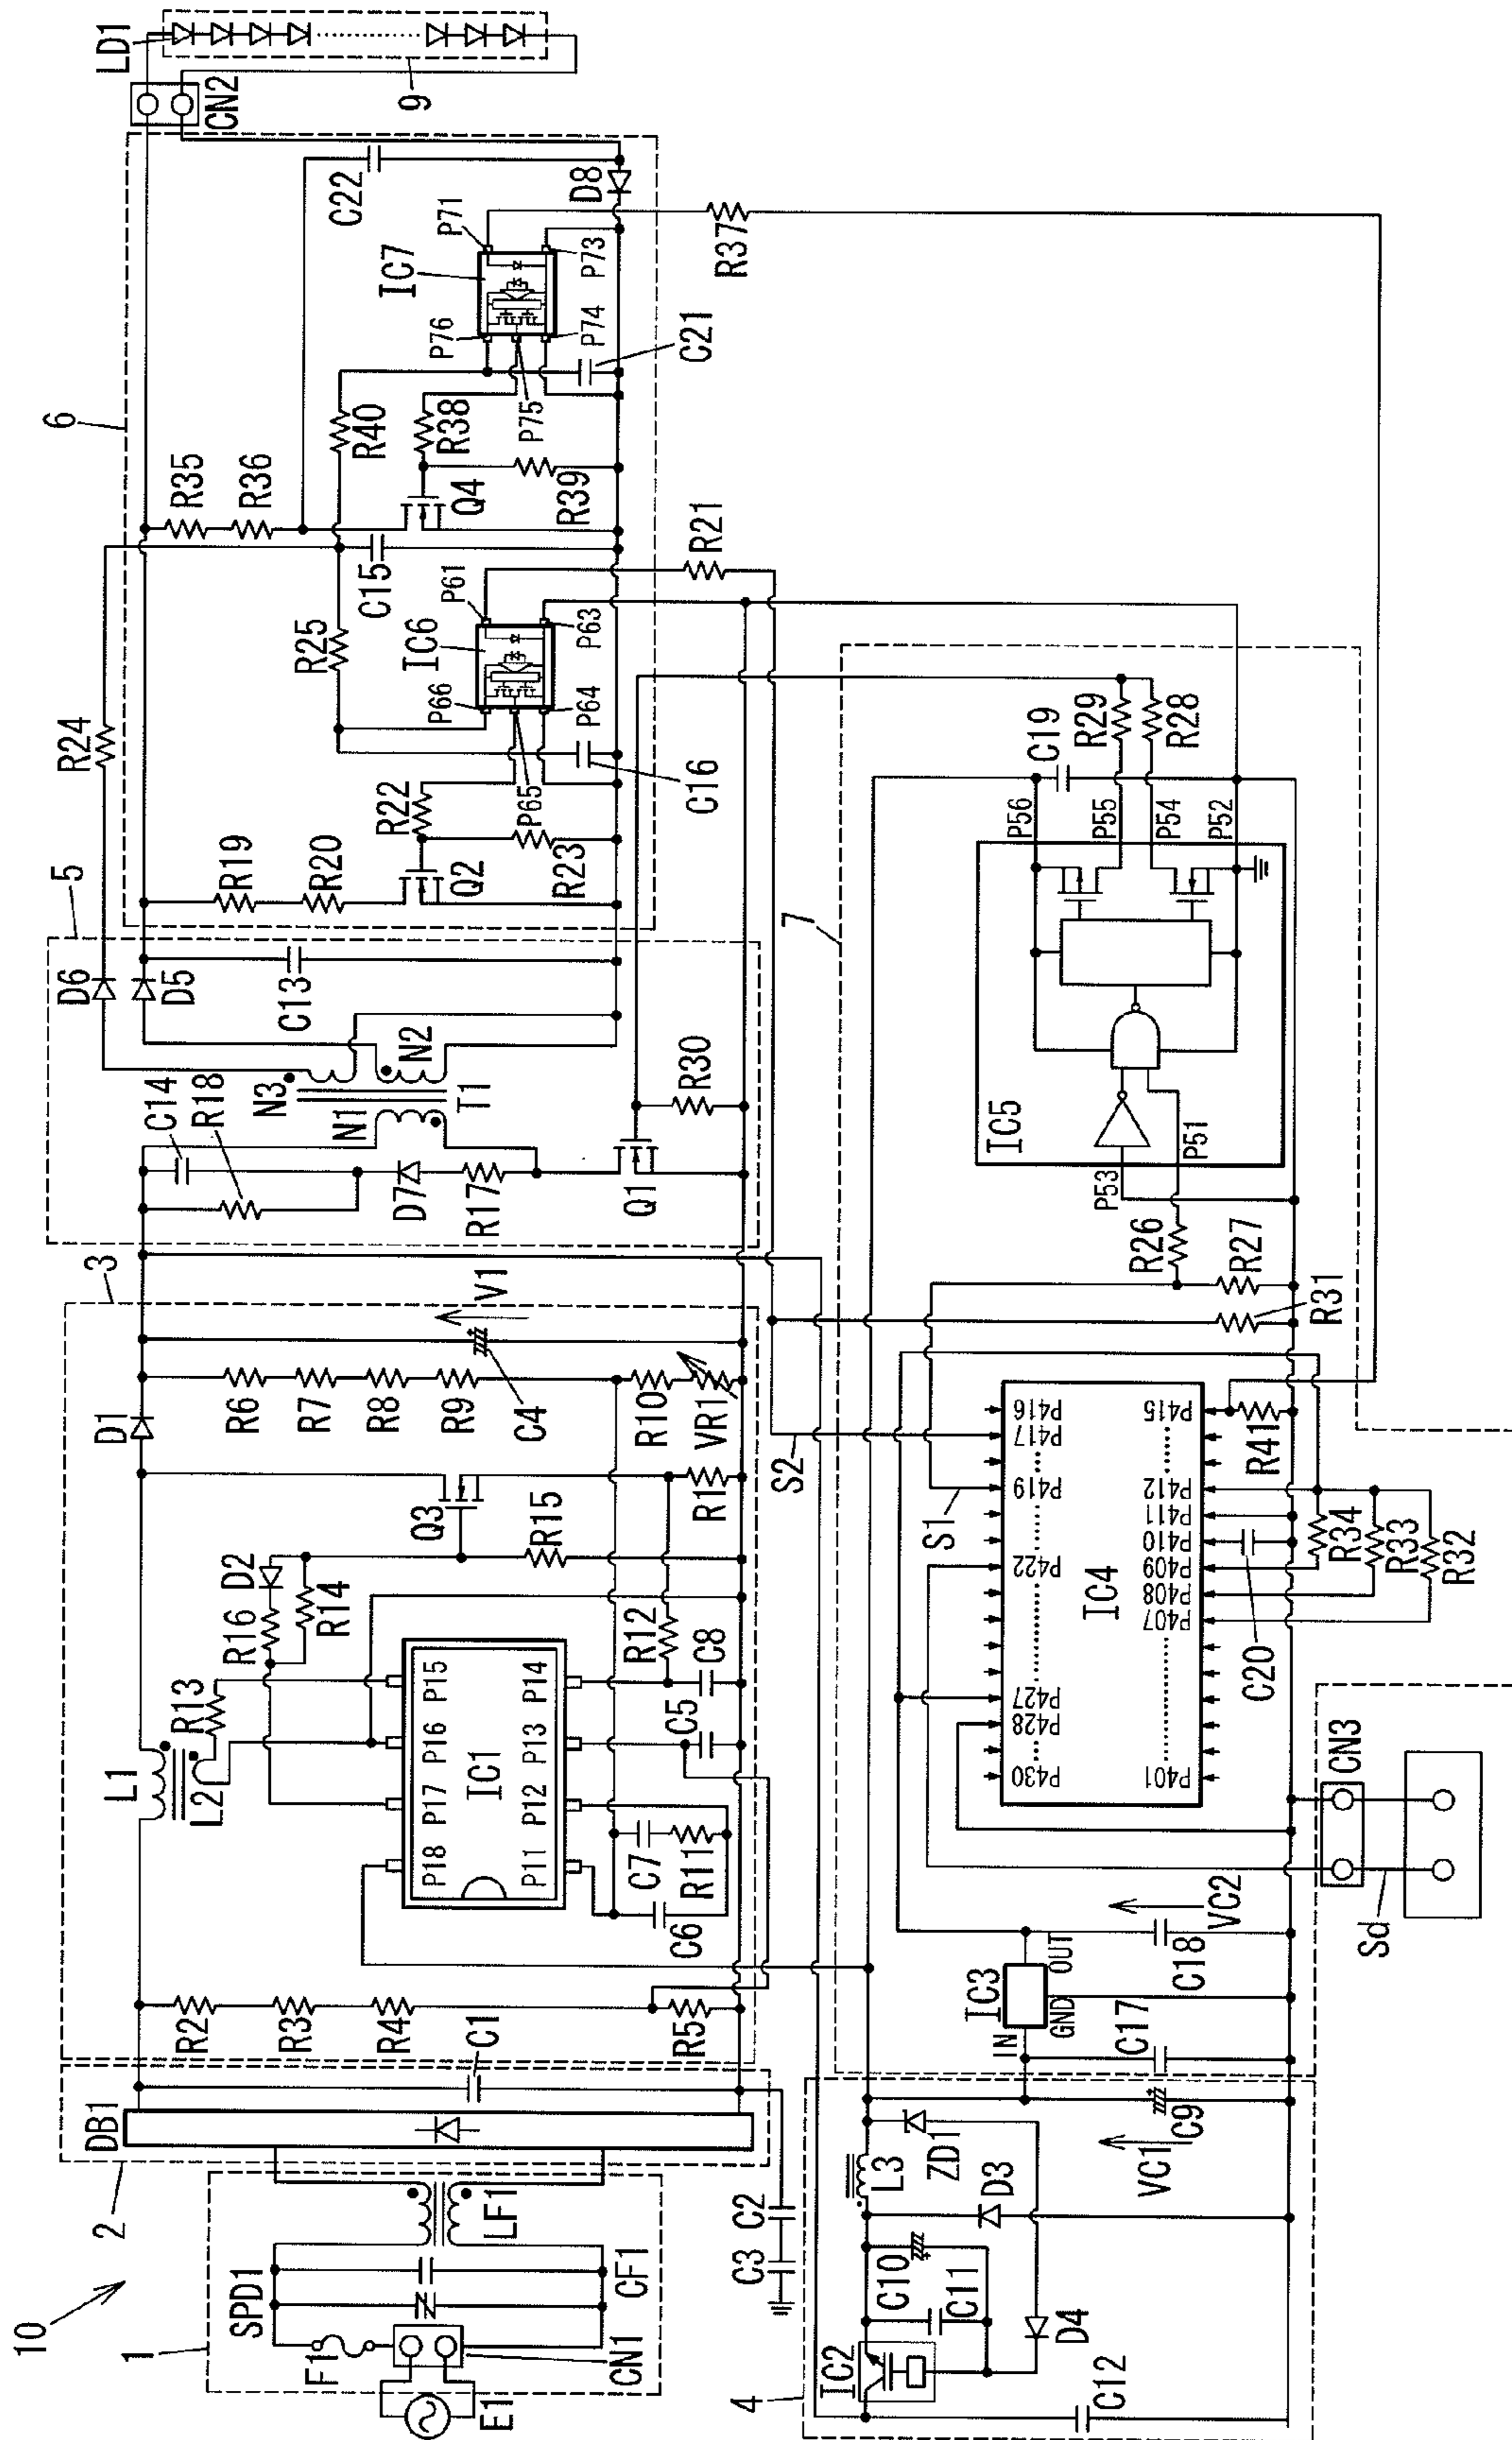 10
1
E1
F1
CN1
SPD1
CF1
LF1
2
DB1
C1
C2
C3
3
R2
R3
R4
R5
L1
L2
R13
R16
D2
R14
P18
P17
P16
P15
IC1
P11
P12
P13
P14
C6
C7
R11
C5
C8
R12
R15
Q3
R1
D1
R6
R7
R8
R9
R10
VR1
C4
V1
5
C14
R18
D7
R17
N1
N3
N2
T1
Q1
R30
D6
D5
C13
6
R24
R19
R20
Q2
R22
R23
R25
P66
P65
P64
IC6
P61
P63
C16
C15
R21
R35
R36
Q4
R40
R38
R39
P76
P75
P74
IC7
P71
P73
C21
C22
D8
R37
CN2
LD1
9
4
IC2
C12
C10
C11
D4
L3
D3
ZD1
VC1
C9
7
IC3
IN
GND
OUT
C17
C18
VC2
Sd
CN3
S1
S2
IC4
P430
P428
P427
P422
P419
P417
P416
P401
P407
P408
P409
P410
P411
P412
P415
C20
R32
R33
R34
R41
R31
R27
R26
IC5
P53
P51
P56
P55
P54
P52
C19
R29
R28